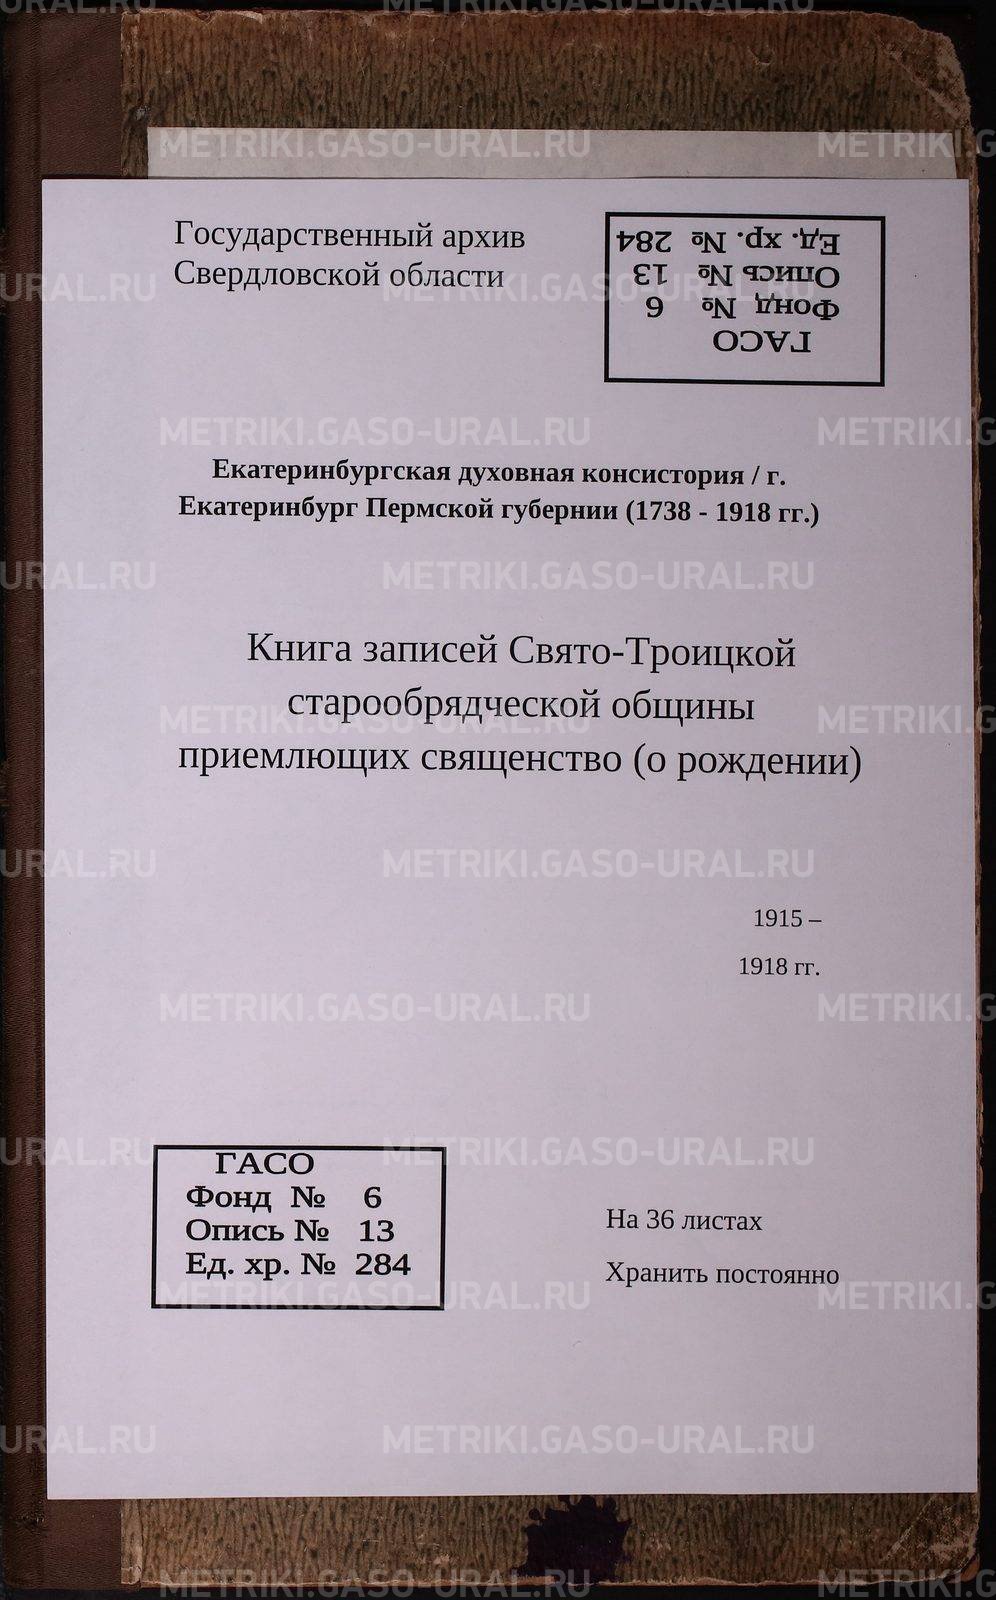 Государственный архив
Свердловской области
Ед. хр. № 284
Опись № 13
Фонд № 6
ГАСО
Екатеринбургская духовная консистория / г.
Екатеринбург Пермской губернии (1738 - 1918 гг.)
Книга записей Свято-Троицкой
старообрядческой общины
приемлющих священство (о рождении)
1915 –
1918 гг.
ГАСО
Фонд № 6
Опись № 13
Ед. хр. № 284
На 36 листах
Хранить постоянно
METRIKI.GASO-URAL.RU